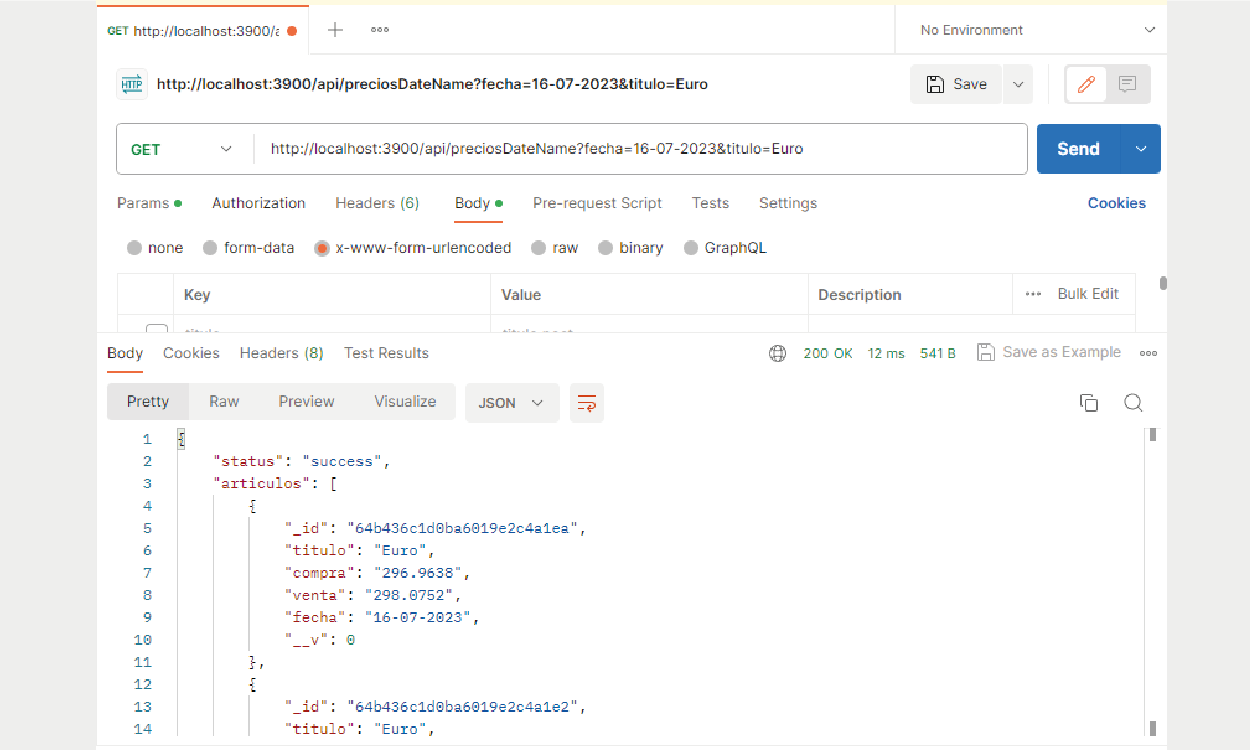 GET http://localhost:3900/a
No Environment
HTTP http://localhost:3900/api/preciosDateName?fecha=16-07-2023&titulo=Euro
Save
GET http://localhost:3900/api/preciosDateName?fecha=16-07-2023&titulo=Euro
Send
Params Authorization Headers (6) Body Pre-request Script Tests Settings Cookies
none form-data x-www-form-urlencoded raw binary GraphQL
Key Value Description Bulk Edit
Body Cookies Headers (8) Test Results 200 OK 12 ms 541 B Save as Example
Pretty Raw Preview Visualize JSON
1 {
2 "status": "success",
3 "articulos": [
4 {
5 "_id": "64b436c1d0ba6019e2c4a1ea",
6 "titulo": "Euro",
7 "compra": "296.9638",
8 "venta": "298.0752",
9 "fecha": "16-07-2023",
10 "__v": 0
11 },
12 {
13 "_id": "64b436c1d0ba6019e2c4a1e2",
14 "titulo": "Euro",